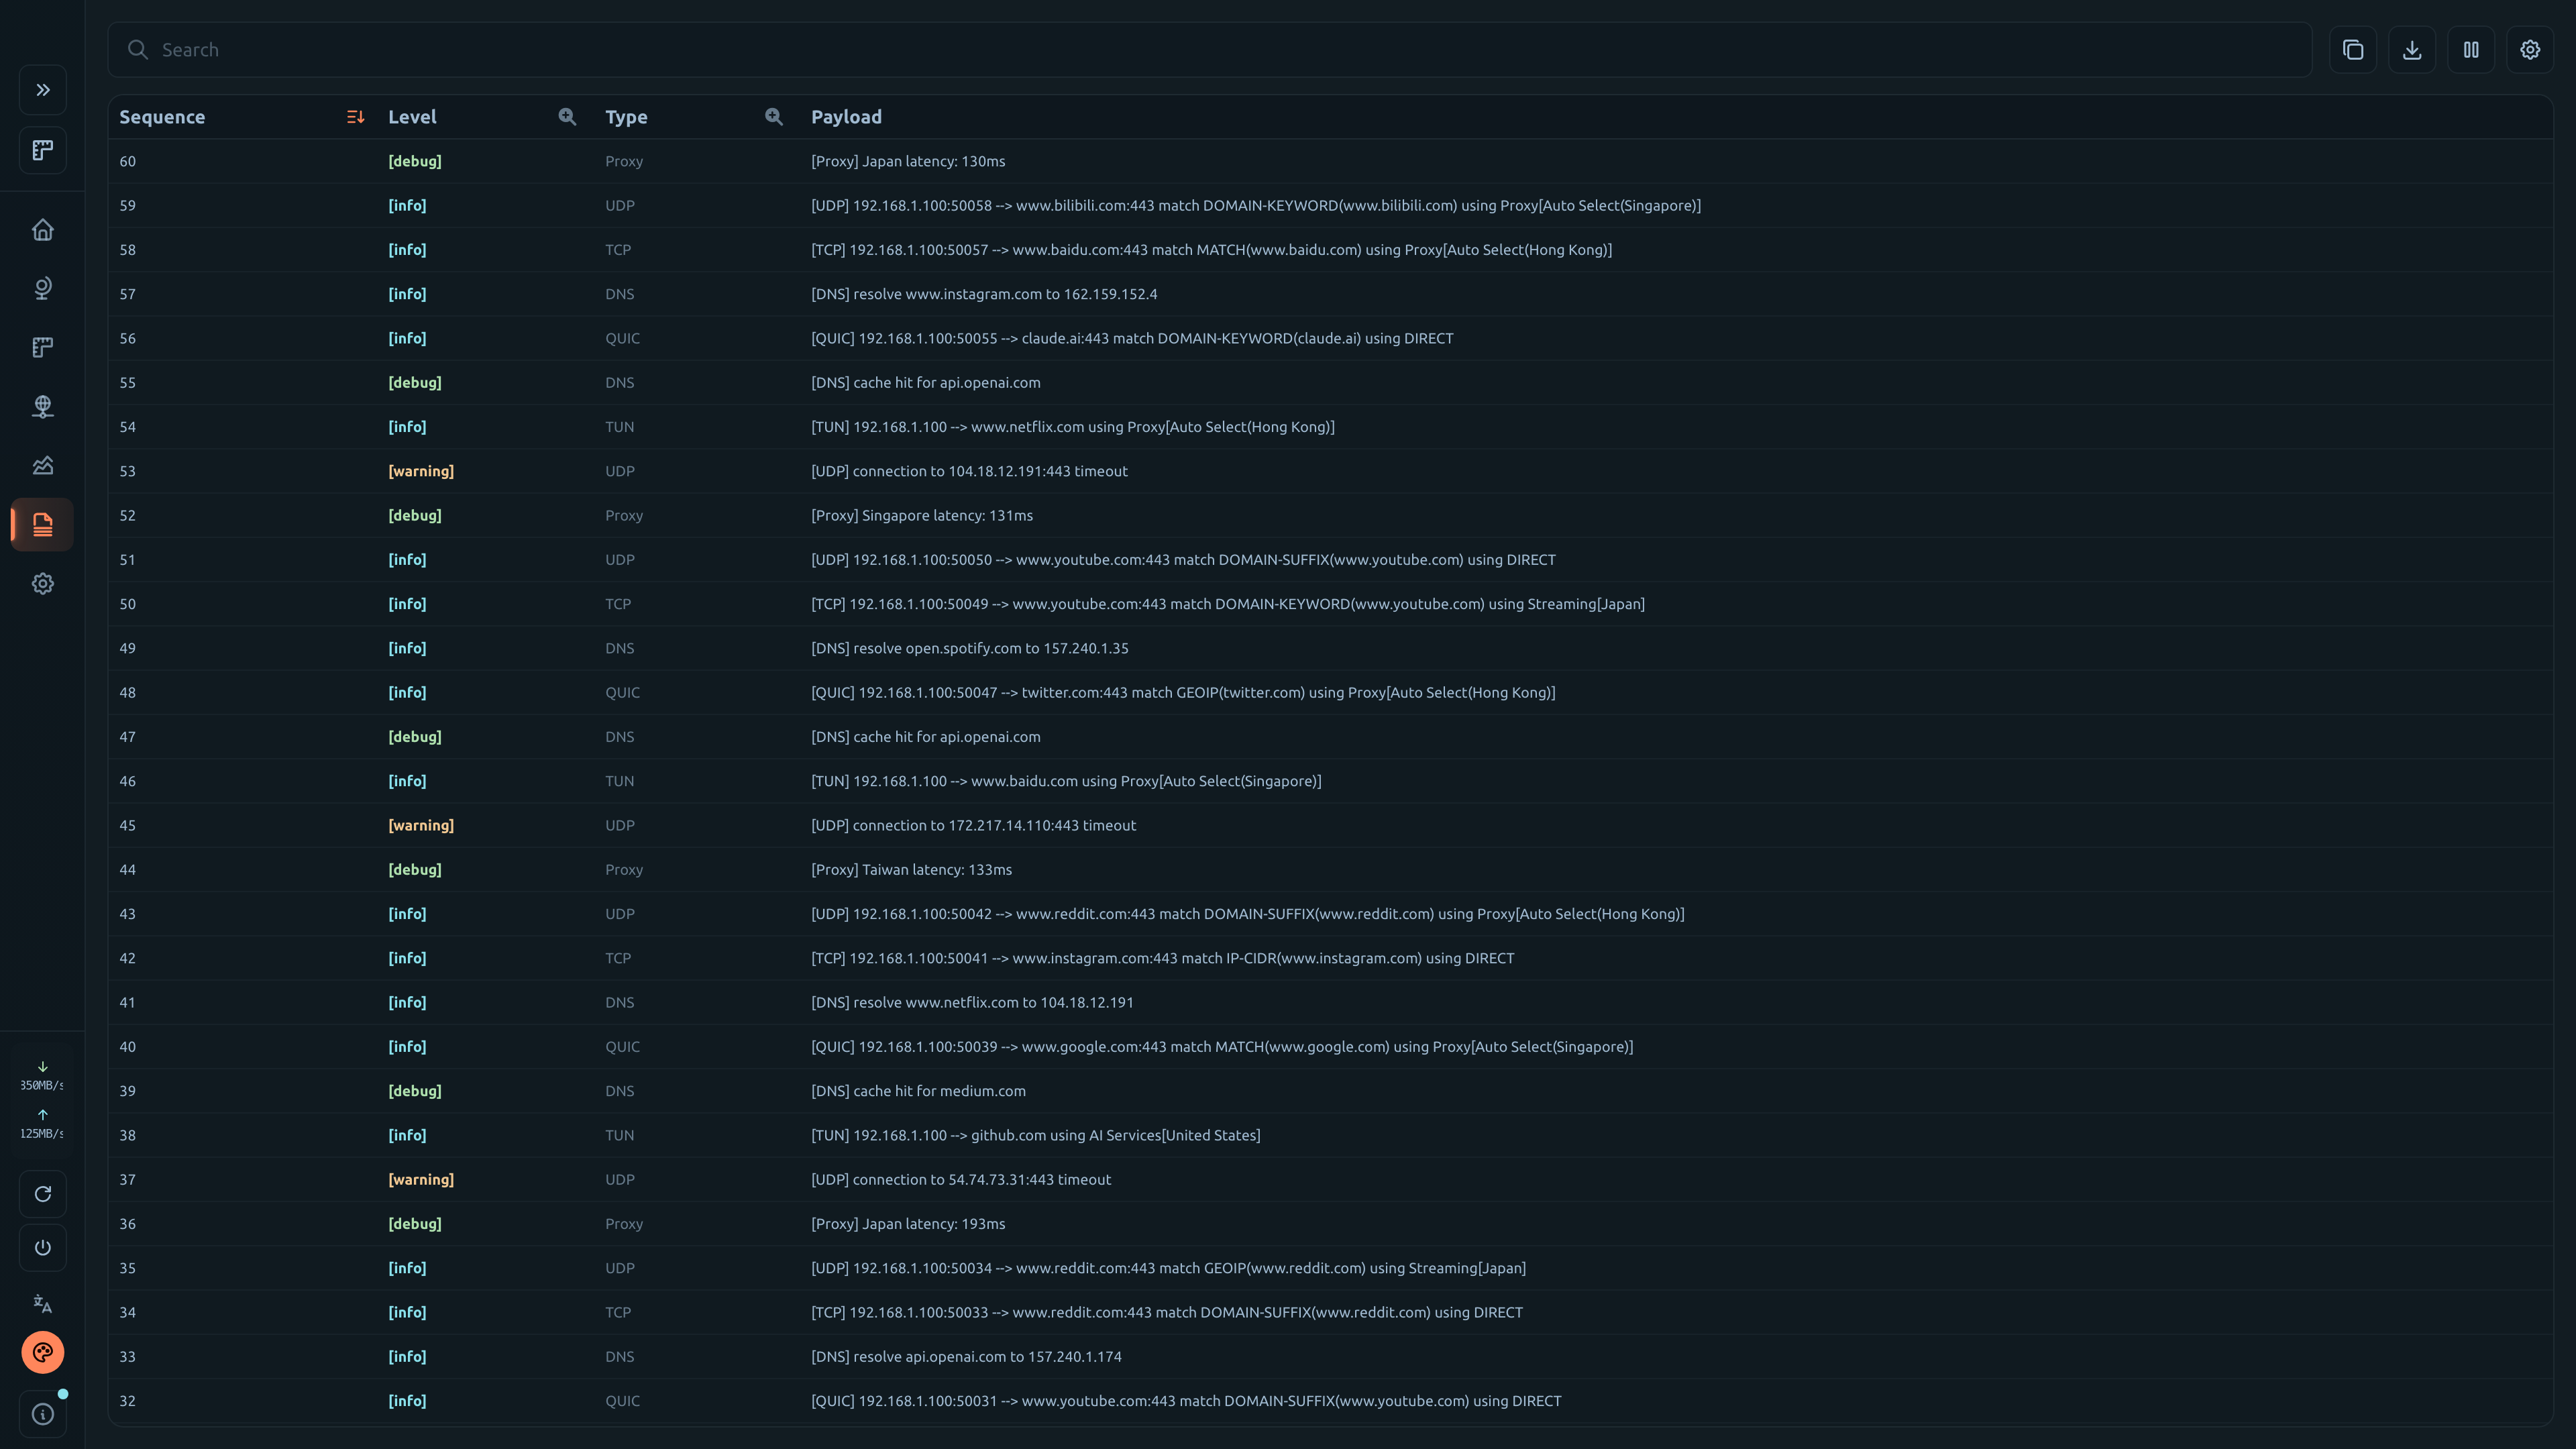 Search
Sequence Level Type Payload
60 [debug] Proxy [Proxy] Japan latency: 130ms
59 [info] UDP [UDP] 192.168.1.100:50058 --> www.bilibili.com:443 match DOMAIN-KEYWORD(www.bilibili.com) using Proxy[Auto Select(Singapore)]
58 [info] TCP [TCP] 192.168.1.100:50057 --> www.baidu.com:443 match MATCH(www.baidu.com) using Proxy[Auto Select(Hong Kong)]
57 [info] DNS [DNS] resolve www.instagram.com to 162.159.152.4
56 [info] QUIC [QUIC] 192.168.1.100:50055 --> claude.ai:443 match DOMAIN-KEYWORD(claude.ai) using DIRECT
55 [debug] DNS [DNS] cache hit for api.openai.com
54 [info] TUN [TUN] 192.168.1.100 --> www.netflix.com using Proxy[Auto Select(Hong Kong)]
53 [warning] UDP [UDP] connection to 104.18.12.191:443 timeout
52 [debug] Proxy [Proxy] Singapore latency: 131ms
51 [info] UDP [UDP] 192.168.1.100:50050 --> www.youtube.com:443 match DOMAIN-SUFFIX(www.youtube.com) using DIRECT
50 [info] TCP [TCP] 192.168.1.100:50049 --> www.youtube.com:443 match DOMAIN-KEYWORD(www.youtube.com) using Streaming[Japan]
49 [info] DNS [DNS] resolve open.spotify.com to 157.240.1.35
48 [info] QUIC [QUIC] 192.168.1.100:50047 --> twitter.com:443 match GEOIP(twitter.com) using Proxy[Auto Select(Hong Kong)]
47 [debug] DNS [DNS] cache hit for api.openai.com
46 [info] TUN [TUN] 192.168.1.100 --> www.baidu.com using Proxy[Auto Select(Singapore)]
45 [warning] UDP [UDP] connection to 172.217.14.110:443 timeout
44 [debug] Proxy [Proxy] Taiwan latency: 133ms
43 [info] UDP [UDP] 192.168.1.100:50042 --> www.reddit.com:443 match DOMAIN-SUFFIX(www.reddit.com) using Proxy[Auto Select(Hong Kong)]
42 [info] TCP [TCP] 192.168.1.100:50041 --> www.instagram.com:443 match IP-CIDR(www.instagram.com) using DIRECT
41 [info] DNS [DNS] resolve www.netflix.com to 104.18.12.191
40 [info] QUIC [QUIC] 192.168.1.100:50039 --> www.google.com:443 match MATCH(www.google.com) using Proxy[Auto Select(Singapore)]
39 [debug] DNS [DNS] cache hit for medium.com
38 [info] TUN [TUN] 192.168.1.100 --> github.com using AI Services[United States]
37 [warning] UDP [UDP] connection to 54.74.73.31:443 timeout
36 [debug] Proxy [Proxy] Japan latency: 193ms
35 [info] UDP [UDP] 192.168.1.100:50034 --> www.reddit.com:443 match GEOIP(www.reddit.com) using Streaming[Japan]
34 [info] TCP [TCP] 192.168.1.100:50033 --> www.reddit.com:443 match DOMAIN-SUFFIX(www.reddit.com) using DIRECT
33 [info] DNS [DNS] resolve api.openai.com to 157.240.1.174
32 [info] QUIC [QUIC] 192.168.1.100:50031 --> www.youtube.com:443 match DOMAIN-SUFFIX(www.youtube.com) using DIRECT
125MB/s